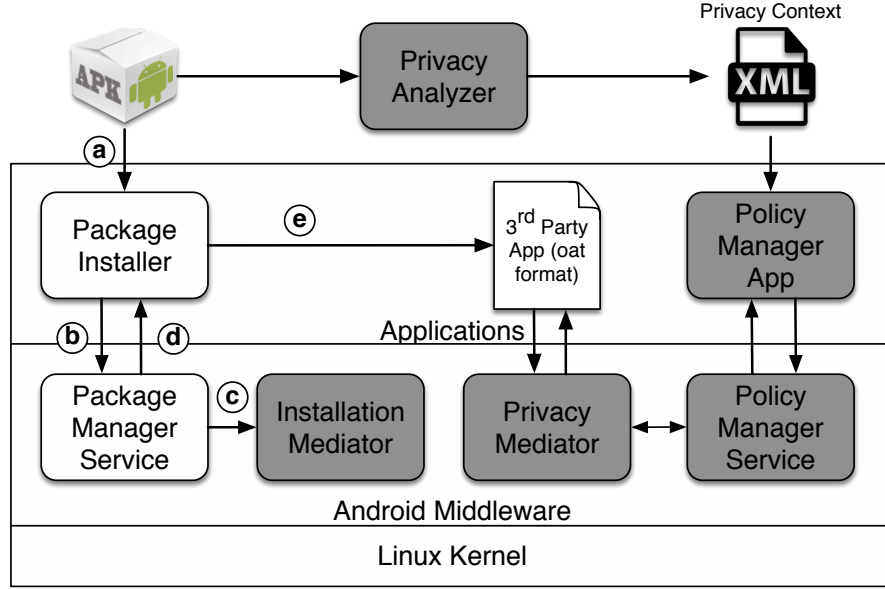 Privacy Context
APK
Privacy
Analyzer
XML
a
Package
Installer
e
3rd Party
App (oat
format)
Policy
Manager
App
b
d
Applications
Package
Manager
Service
c
Installation
Mediator
Privacy
Mediator
Policy
Manager
Service
Android Middleware
Linux Kernel